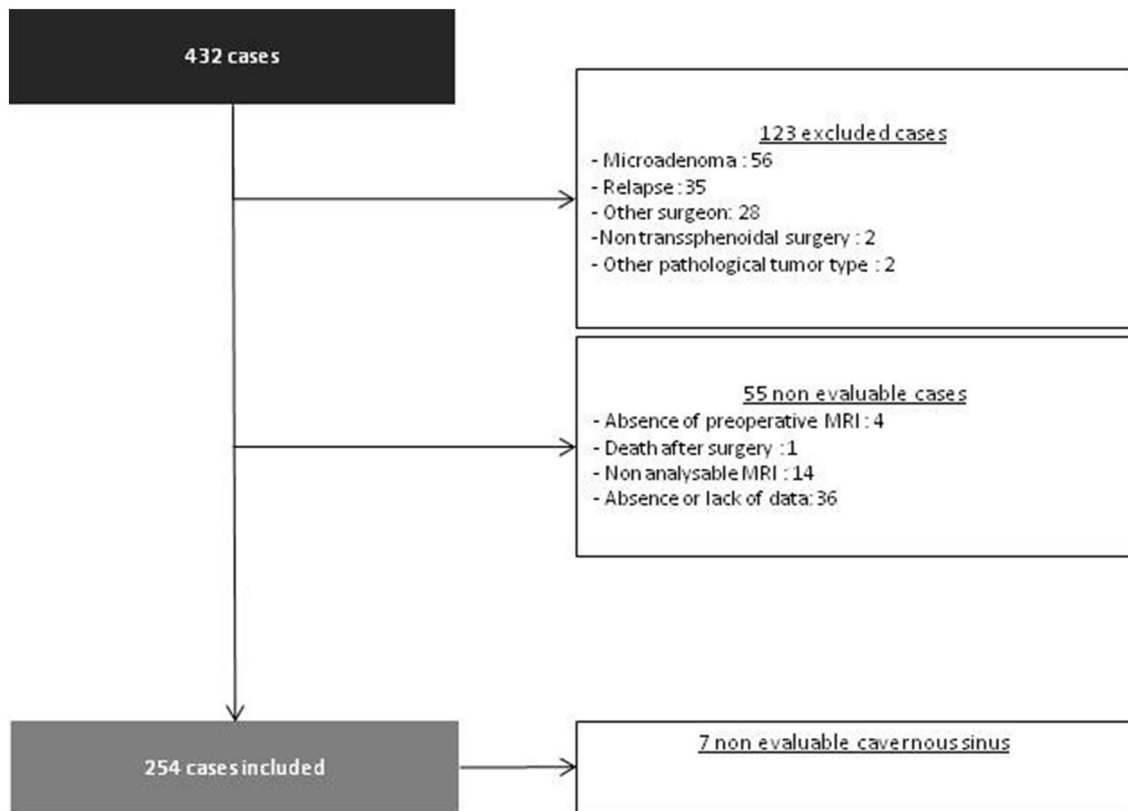 432 cases
123 excluded cases
- Microadenoma : 56
- Relapse : 35
- Other surgeon: 28
-Non transsphenoidal surgery : 2
- Other pathological tumor type : 2
55 non evaluable cases
- Absence of preoperative MRI : 4
- Death after surgery : 1
- Non analysable MRI : 14
- Absence or lack of data: 36
254 cases included
7 non evaluable cavernous sinus